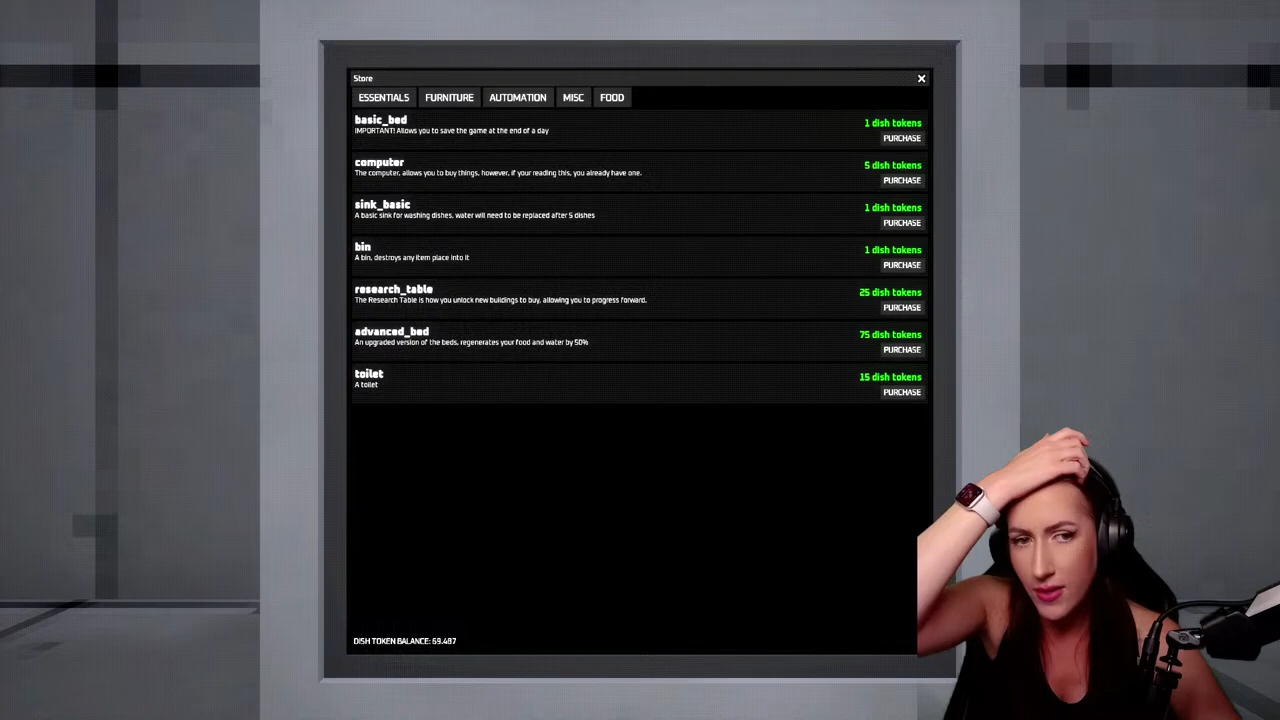 Store
ESSENTIALS FURNITURE AUTOMATION MISC FOOD
basic_bed
IMPORTANT! Allows you to save the game at the end of a day
1 dish tokens
PURCHASE
computer
The computer, allows you to buy things, however, if your reading this, you already have one.
5 dish tokens
PURCHASE
sink_basic
A basic sink for washing dishes, water will need to be replaced after 5 dishes
1 dish tokens
PURCHASE
bin
A bin, destroys any item place into it
1 dish tokens
PURCHASE
research_table
The Research Table is how you unlock new buildings to buy, allowing you to progress forward.
25 dish tokens
PURCHASE
advanced_bed
An upgraded version of the beds, regenerates your food and water by 50%
75 dish tokens
PURCHASE
toilet
A toilet
15 dish tokens
PURCHASE
DISH TOKEN BALANCE: 69.487